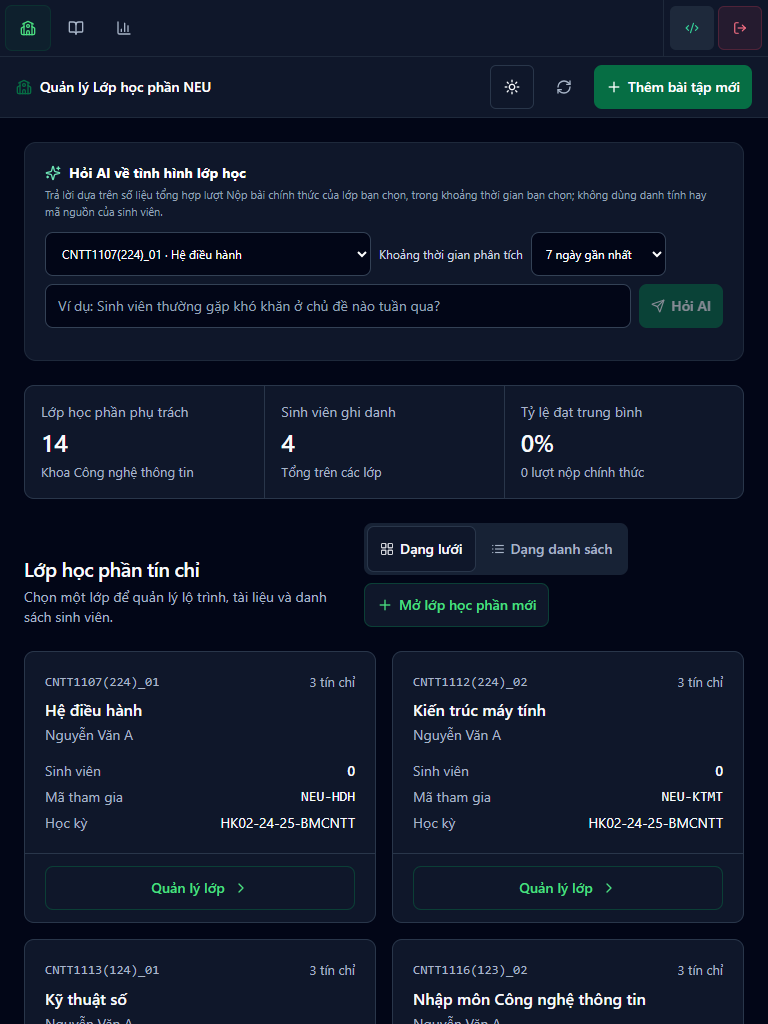 Quản lý Lớp học phần NEU
Thêm bài tập mới
Hỏi AI về tình hình lớp học
Trả lời dựa trên số liệu tổng hợp lượt Nộp bài chính thức của lớp bạn chọn, trong khoảng thời gian bạn chọn; không dùng danh tính hay
mã nguồn của sinh viên.
CNTT1107(224)_01 · Hệ điều hành
Khoảng thời gian phân tích
7 ngày gần nhất
Ví dụ: Sinh viên thường gặp khó khăn ở chủ đề nào tuần qua?
Hỏi AI
Lớp học phần phụ trách
14
Khoa Công nghệ thông tin
Sinh viên ghi danh
4
Tổng trên các lớp
Tỷ lệ đạt trung bình
0%
0 lượt nộp chính thức
Lớp học phần tín chỉ
Chọn một lớp để quản lý lộ trình, tài liệu và danh
sách sinh viên.
Dạng lưới
Dạng danh sách
Mở lớp học phần mới
CNTT1107(224)_01
3 tín chỉ
Hệ điều hành
Nguyễn Văn A
Sinh viên
0
Mã tham gia
NEU-HDH
Học kỳ
HK02-24-25-BMCNTT
Quản lý lớp
CNTT1112(224)_02
3 tín chỉ
Kiến trúc máy tính
Nguyễn Văn A
Sinh viên
0
Mã tham gia
NEU-KTMT
Học kỳ
HK02-24-25-BMCNTT
Quản lý lớp
CNTT1113(124)_01
3 tín chỉ
Kỹ thuật số
Nguyễn Văn A
CNTT1116(123)_02
3 tín chỉ
Nhập môn Công nghệ thông tin
Nguyễn Văn A